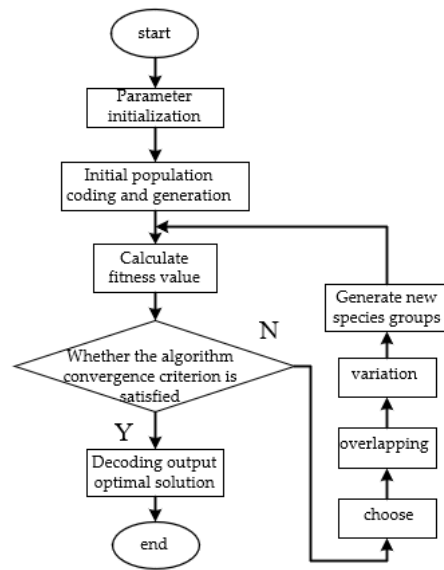 start
Parameter
initialization
Initial population
coding and generation
Calculate
fitness value
Whether the algorithm
convergence criterion is
satisfied
N
Y
Decoding output
optimal solution
end
Generate new
species groups
variation
overlapping
choose